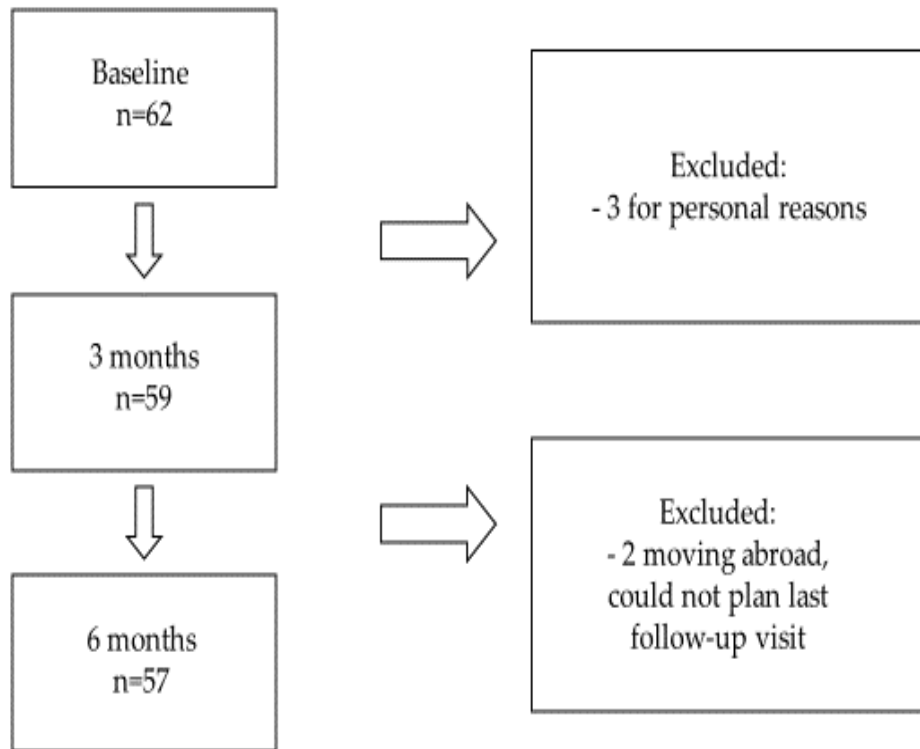 Baseline
n=62
Excluded:
- 3 for personal reasons
3 months
n=59
Excluded:
- 2 moving abroad,
could not plan last
follow-up visit
6 months
n=57